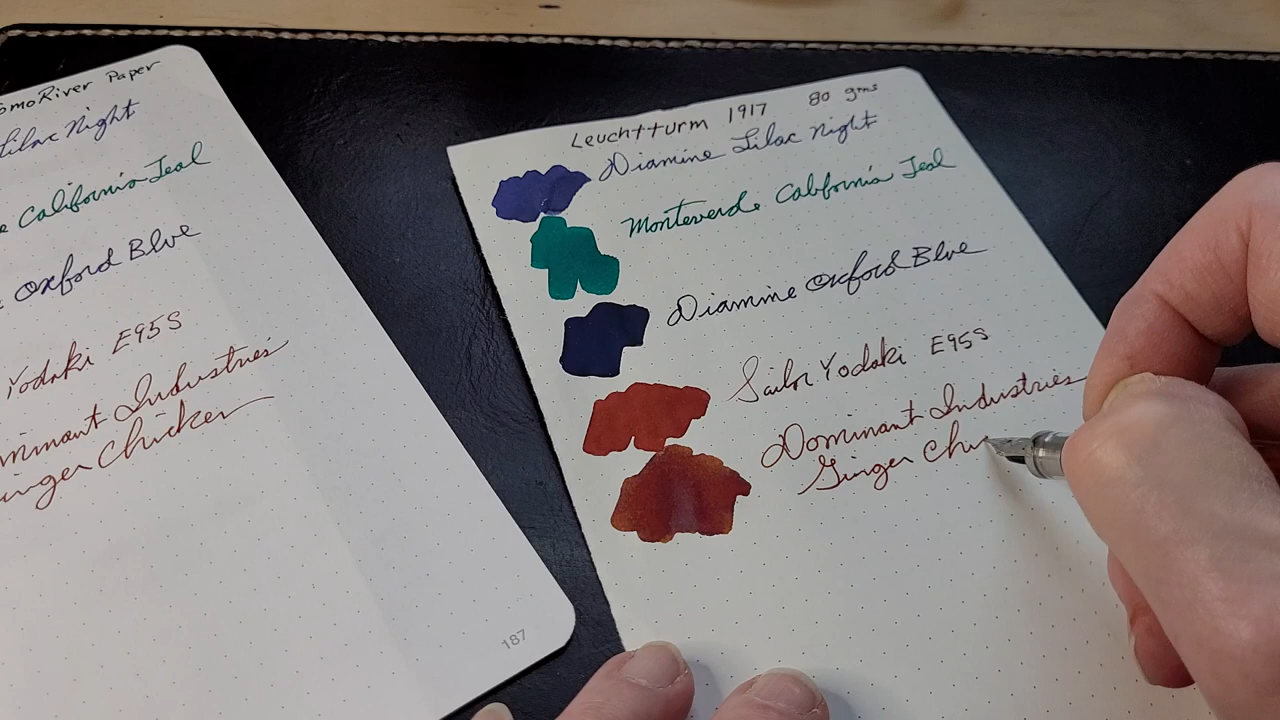 smoRiver Paper
Lilac Night
e California Teal
Oxford Blue
Yodaki E95S
minant Industries
inger Chicken
187
Leuchtturm 1917 80 gms
Diamine Lilac Night
Monteverde California Teal
Diamine Oxford Blue
Sailor Yodaki E95S
Dominant Industries
Ginger Chi